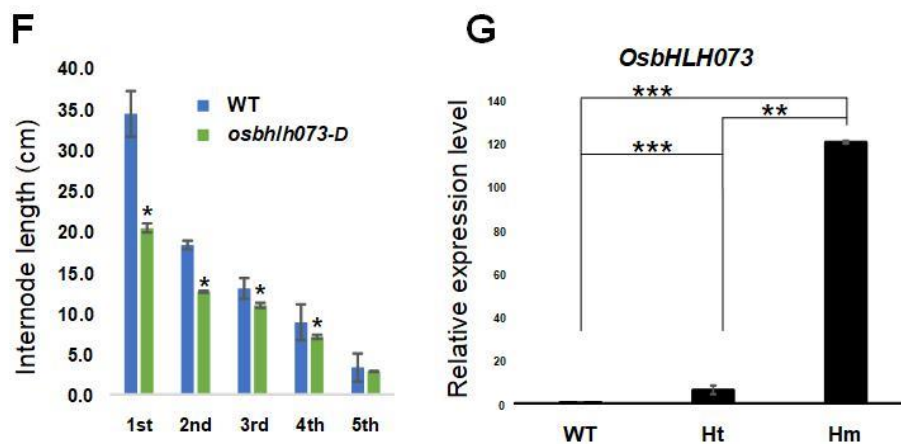 F
Internode length (cm)
40.0
35.0
30.0
25.0
20.0
15.0
10.0
5.0
0.0
WT
osbhlh073-D
*
*
*
*
1st 2nd 3rd 4th 5th
G
OsbHLH073
Relative expression level
140
120
100
80
60
40
20
0
***
**
***
WT Ht Hm